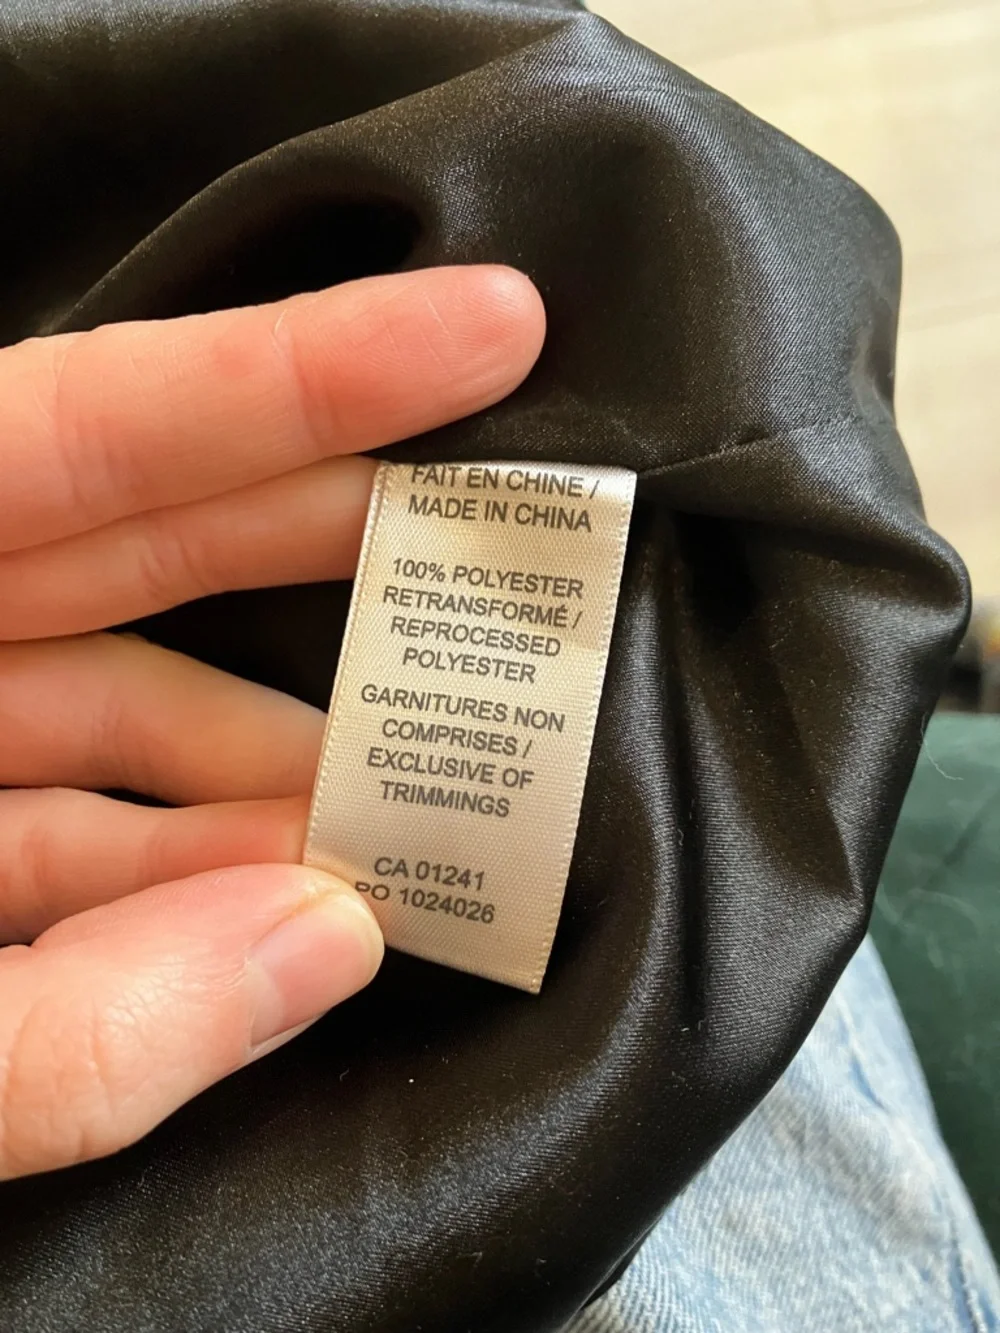 FAIT EN CHINE /
MADE IN CHINA
100% POLYESTER
RETRANSFORMÉ /
REPROCESSED
POLYESTER
GARNITURES NON
COMPRISES /
EXCLUSIVE OF
TRIMMINGS
CA 01241
PO 1024026